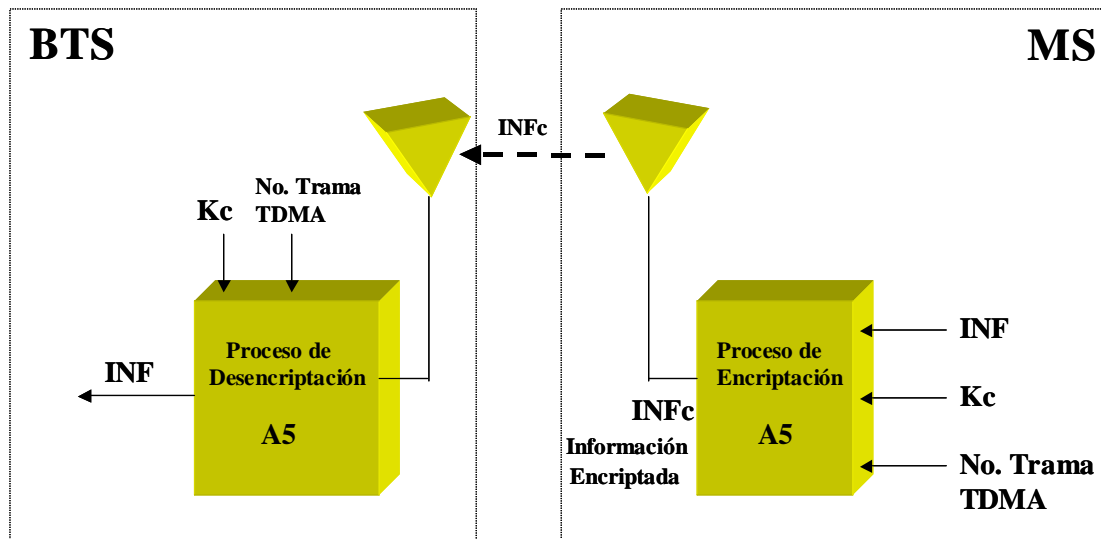 BTS
MS
INFc
No. Trama
TDMA
Kc
Proceso de
Desencriptación
A5
INF
Proceso de
Encriptación
A5
INFc
Información
Encriptada
INF
Kc
No. Trama
TDMA